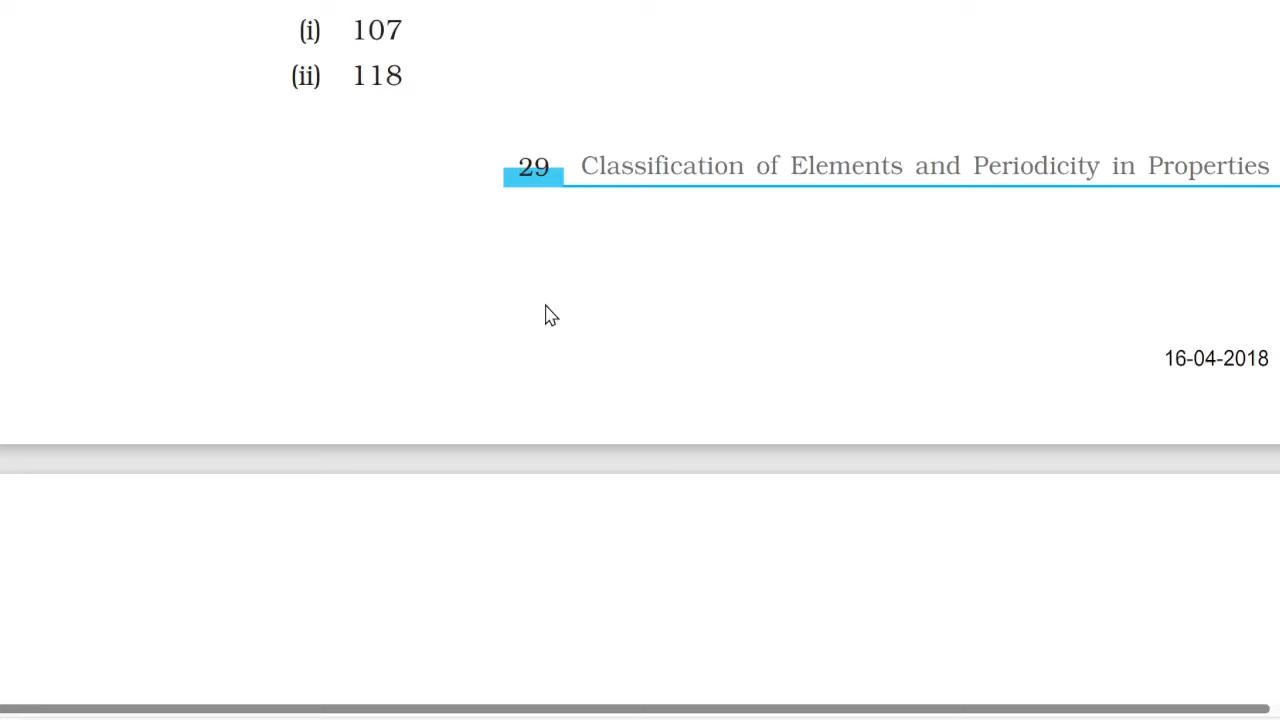 (i) 107
(ii) 118
29 Classification of Elements and Periodicity in Properties
16-04-2018